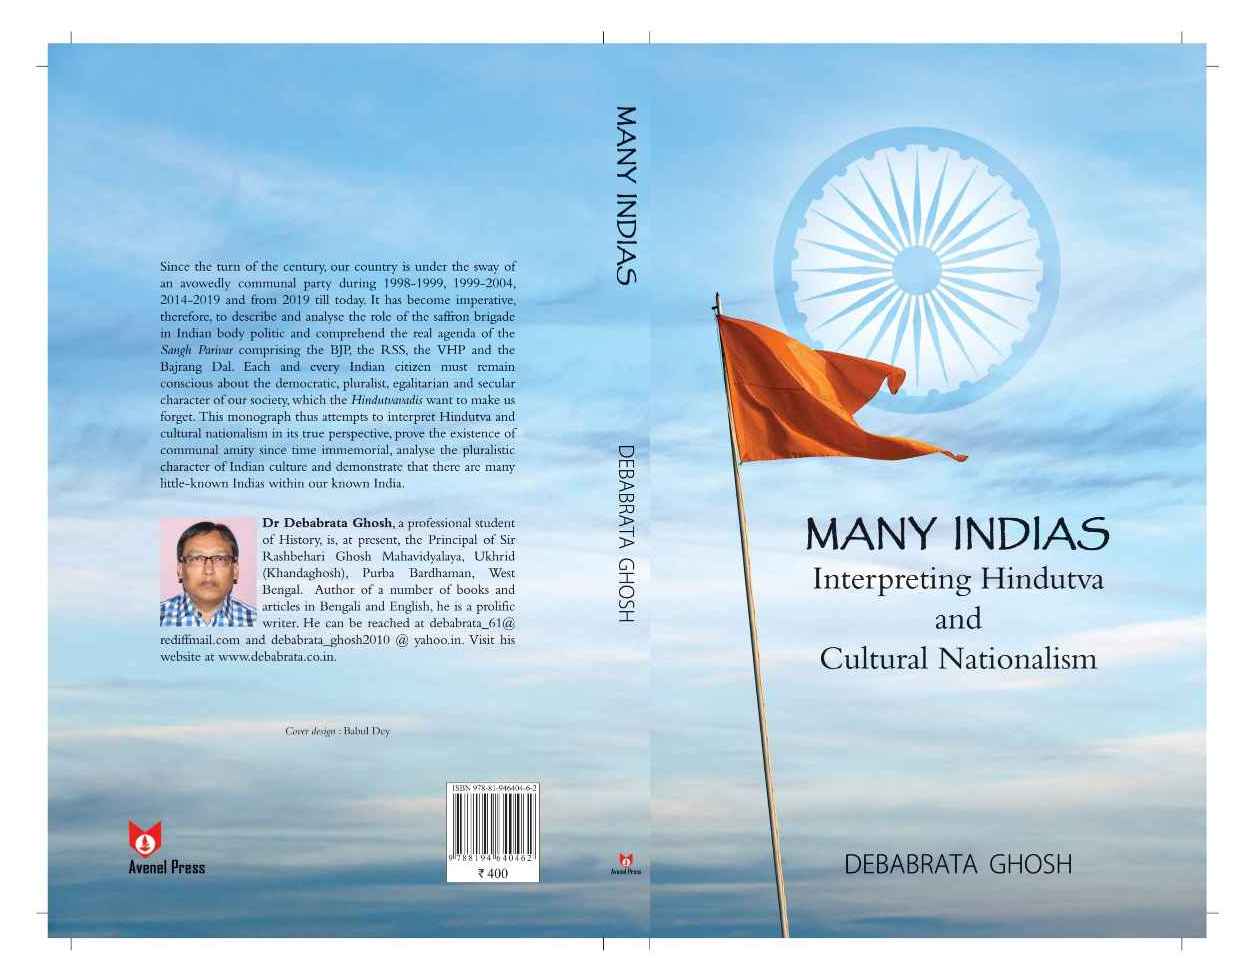 Since the turn of the century, our country is under the sway of
an avowedly communal party during 1998-1999, 1999-2004,
2014-2019 and from 2019 till today. It has become imperative,
therefore, to describe and analyse the role of the saffron brigade
in Indian body politic and comprehend the real agenda of the
Sangh Parivar comprising the BJP, the RSS, the VHP and the
Bajrang Dal. Each and every Indian citizen must remain
conscious about the democratic, pluralist, egalitarian and secular
character of our society, which the Hindutvavadis want to make us
forget. This monograph thus attempts to interpret Hindutva and
cultural nationalism in its true perspective, prove the existence of
communal amity since time immemorial, analyse the pluralistic
character of Indian culture and demonstrate that there are many
little-known Indias within our known India.
Dr Debabrata Ghosh, a professional student
of History, is, at present, the Principal of Sir
Rashbehari Ghosh Mahavidyalaya, Ukhrid
(Khandaghosh), Purba Bardhaman, West
Bengal. Author of a number of books and
articles in Bengali and English, he is a prolific
writer. He can be reached at debabrata_61@
rediffmail.com and debabrata_ghosh2010 @ yahoo.in. Visit his
website at www.debabrata.co.in.
Cover design : Babul Dey
ISBN 978-81-946404-6-2
9 788194 640462
₹ 400
Avenel Press
MANY INDIAS
DEBABRATA GHOSH
Avenel Press
MANY INDIAS
Interpreting Hindutva
and
Cultural Nationalism
DEBABRATA GHOSH